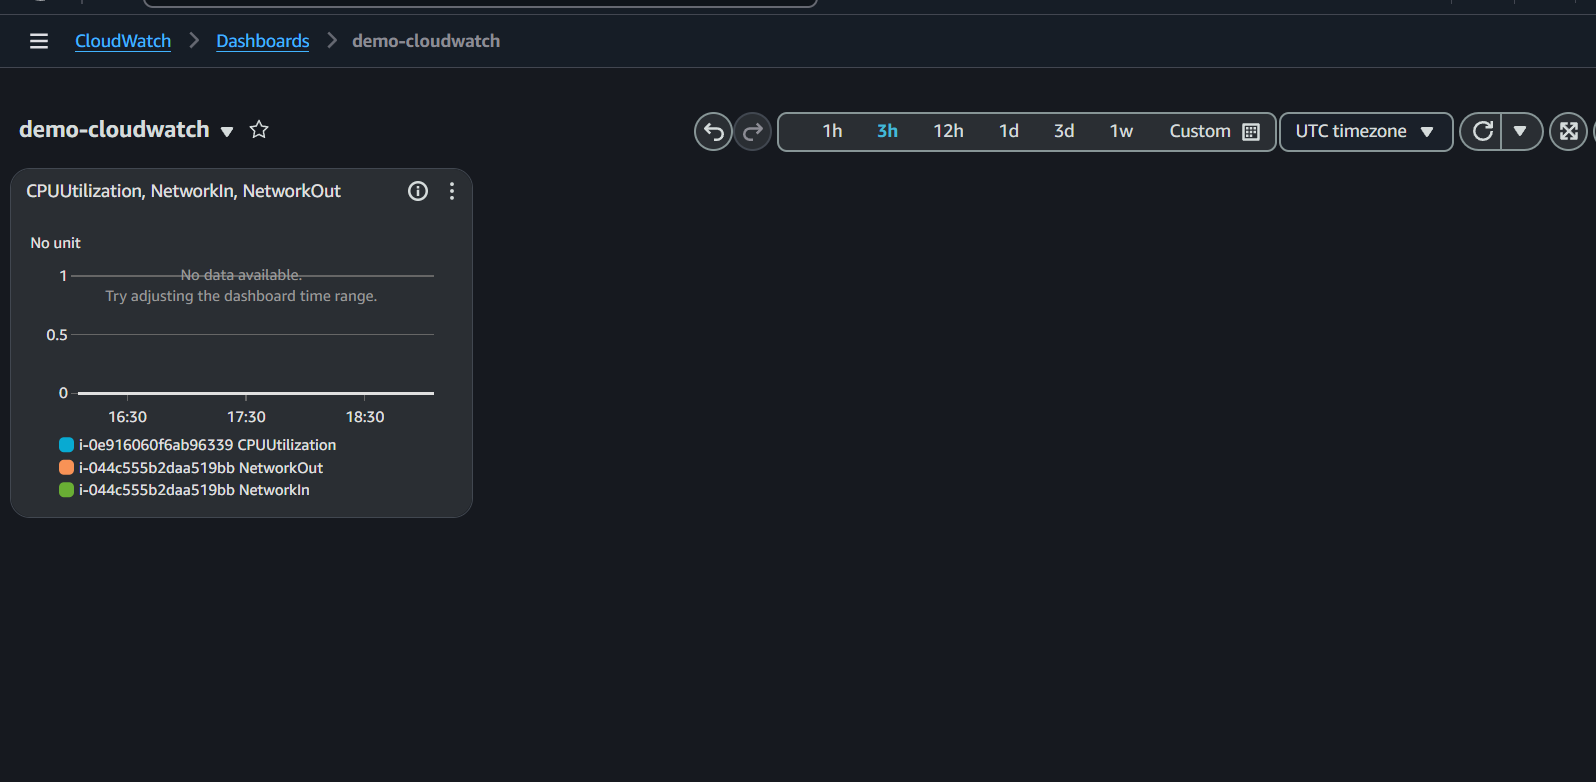 CloudWatch > Dashboards > demo-cloudwatch
demo-cloudwatch
1h 3h 12h 1d 3d 1w Custom
UTC timezone
CPUUtilization, NetworkIn, NetworkOut
No unit
1
No data available.
Try adjusting the dashboard time range.
0.5
0
16:30 17:30 18:30
i-0e916060f6ab96339 CPUUtilization
i-044c555b2daa519bb NetworkOut
i-044c555b2daa519bb NetworkIn